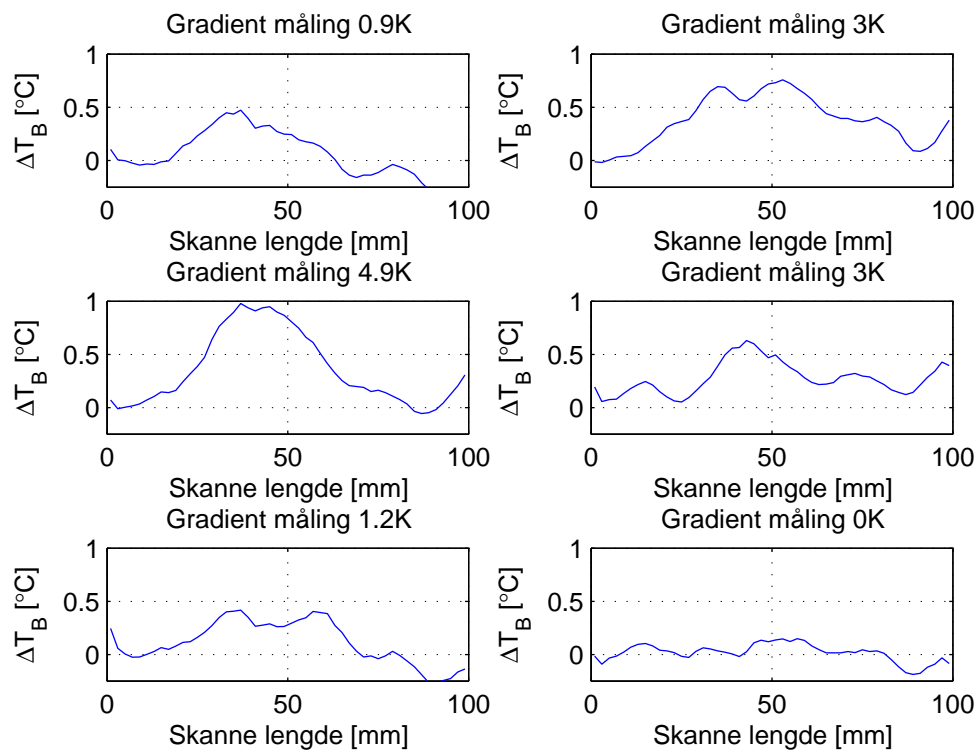 Gradient måling 0.9K
1
0.5
0
ΔT_B [°C]
0 50 100
Skanne lengde [mm]
Gradient måling 3K
1
0.5
0
ΔT_B [°C]
0 50 100
Skanne lengde [mm]
Gradient måling 4.9K
1
0.5
0
ΔT_B [°C]
0 50 100
Skanne lengde [mm]
Gradient måling 3K
1
0.5
0
ΔT_B [°C]
0 50 100
Skanne lengde [mm]
Gradient måling 1.2K
1
0.5
0
ΔT_B [°C]
0 50 100
Skanne lengde [mm]
Gradient måling 0K
1
0.5
0
ΔT_B [°C]
0 50 100
Skanne lengde [mm]